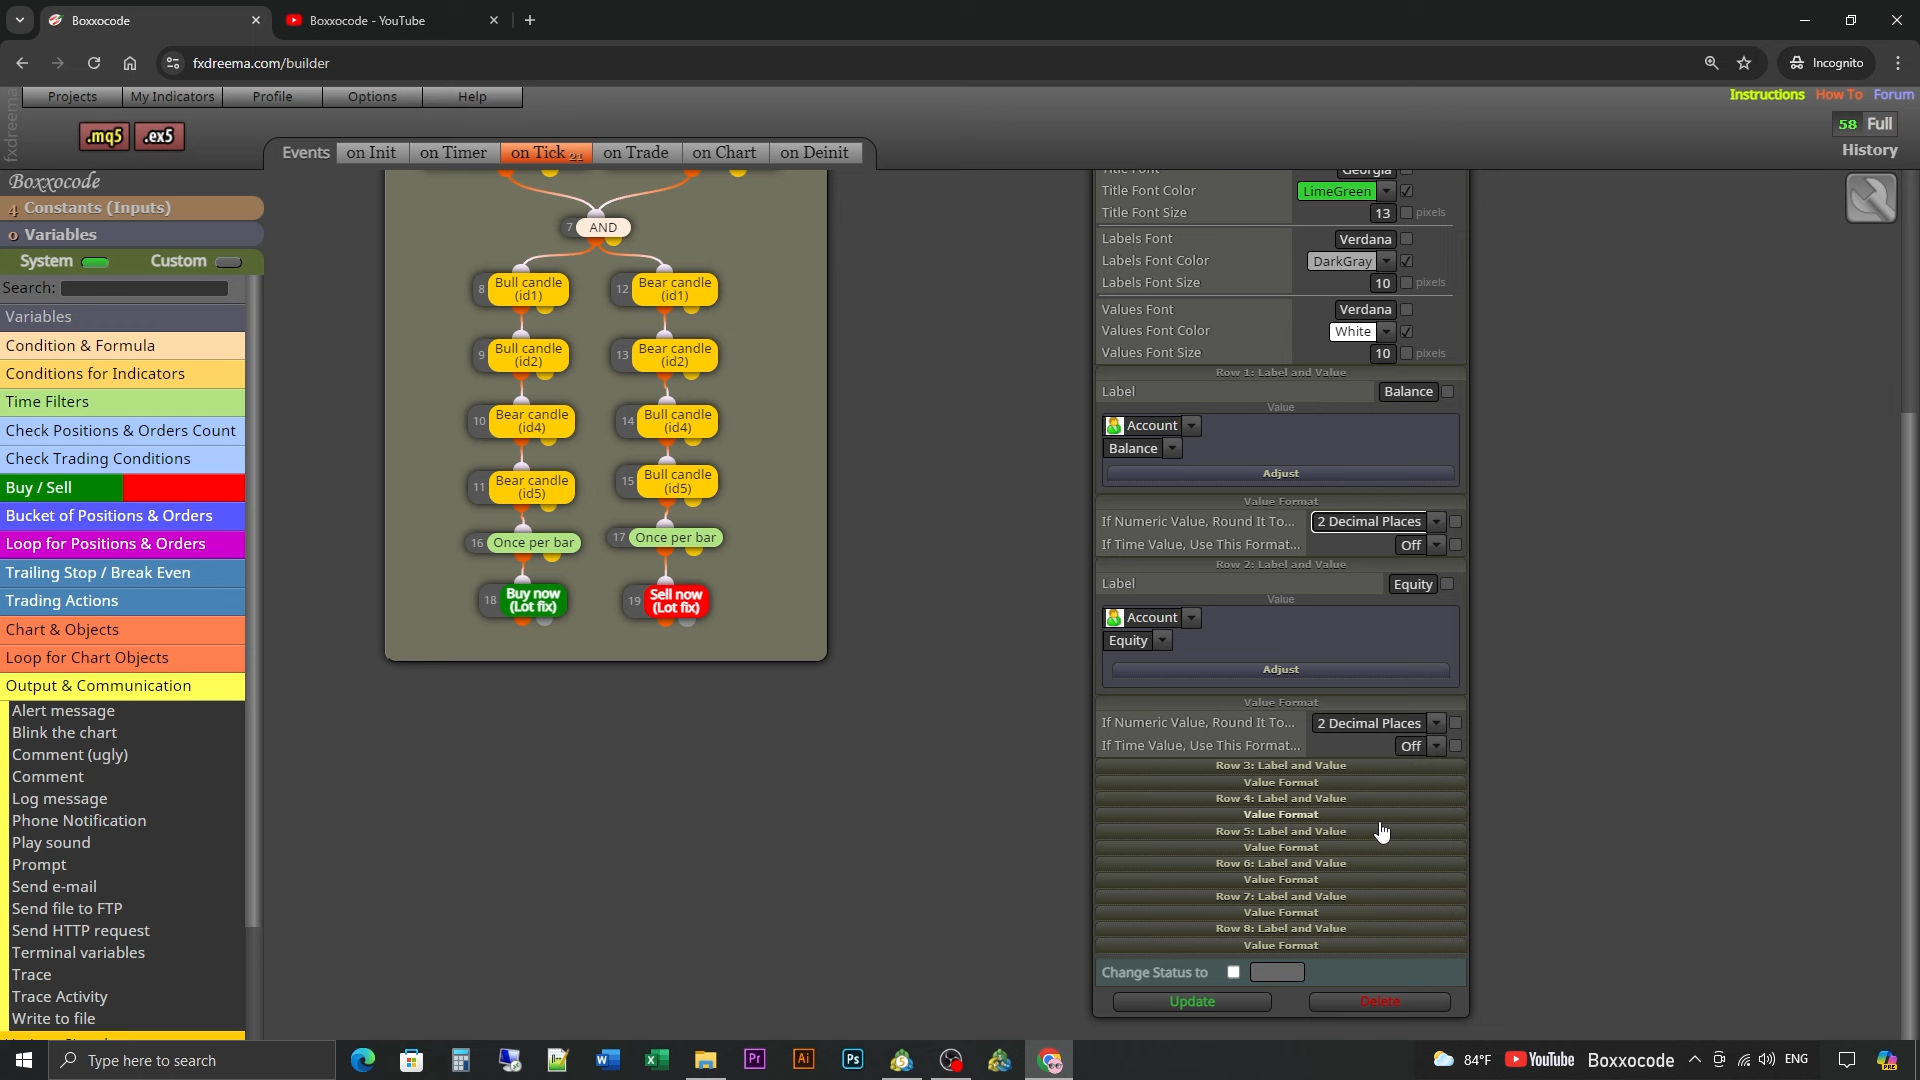 Boxxocode
Boxxocode - YouTube
fxdreema.com/builder
Incognito
Projects
My Indicators
Profile
Options
Help
Instructions How To Forum
fxdreema
.mq5
.ex5
Events
on Init
on Timer
on Tick 21
on Trade
on Chart
on Deinit
58 Full
History
Boxxocode
4 Constants (Inputs)
0 Variables
System
Custom
Search:
Variables
Condition & Formula
Conditions for Indicators
Time Filters
Check Positions & Orders Count
Check Trading Conditions
Buy / Sell
Bucket of Positions & Orders
Loop for Positions & Orders
Trailing Stop / Break Even
Trading Actions
Chart & Objects
Loop for Chart Objects
Output & Communication
Alert message
Blink the chart
Comment (ugly)
Comment
Log message
Phone Notification
Play sound
Prompt
Send e-mail
Send file to FTP
Send HTTP request
Terminal variables
Trace
Trace Activity
Write to file
7 AND
8 Bull candle
(id1)
12 Bear candle
(id1)
9 Bull candle
(id2)
13 Bear candle
(id2)
10 Bear candle
(id4)
14 Bull candle
(id4)
11 Bear candle
(id5)
15 Bull candle
(id5)
16 Once per bar
17 Once per bar
18 Buy now
(Lot fix)
19 Sell now
(Lot fix)
Title Font Georgia
Title Font Color LimeGreen
Title Font Size 13 pixels
Labels Font Verdana
Labels Font Color DarkGray
Labels Font Size 10 pixels
Values Font Verdana
Values Font Color White
Values Font Size 10 pixels
Row 1: Label and Value
Label Balance
Value
Account
Balance
Adjust
Value Format
If Numeric Value, Round It To... 2 Decimal Places
If Time Value, Use This Format... Off
Row 2: Label and Value
Label Equity
Value
Account
Equity
Adjust
Value Format
If Numeric Value, Round It To... 2 Decimal Places
If Time Value, Use This Format... Off
Row 3: Label and Value
Value Format
Row 4: Label and Value
Value Format
Row 5: Label and Value
Value Format
Row 6: Label and Value
Value Format
Row 7: Label and Value
Value Format
Row 8: Label and Value
Value Format
Change Status to
Update
Delete
Type here to search
84°F
YouTube Boxxocode
ENG